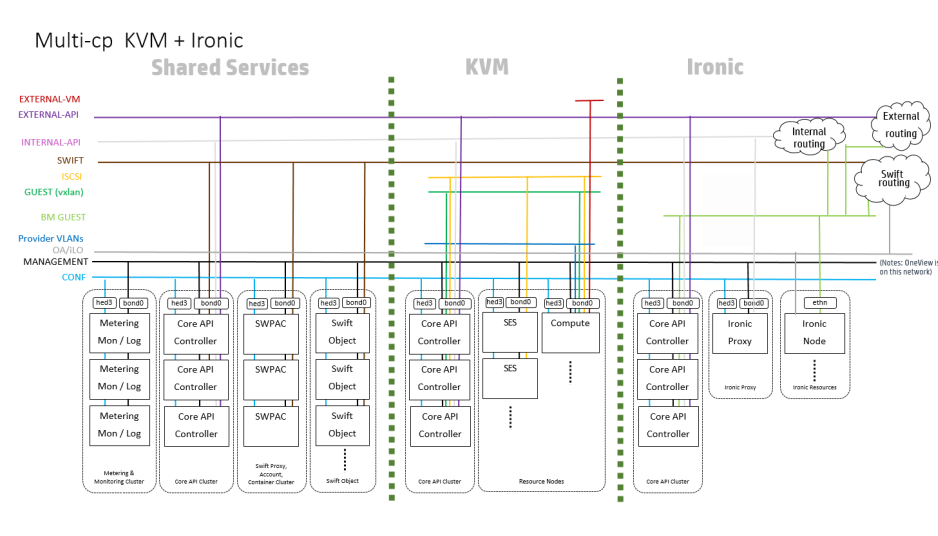 Multi-cp KVM + Ironic
Shared Services
KVM
Ironic
EXTERNAL-VM
EXTERNAL-API
INTERNAL-API
SWIFT
ISCSI
GUEST (vxlan)
BM GUEST
Provider VLANs
OA/iLO
MANAGEMENT
CONF
External
routing
Internal
routing
Swift
routing
(Notes: OneView is
on this network)
hed3 bond0
Metering
Mon / Log
Metering
Mon / Log
Metering
Mon / Log
Metering &
Monitoring Cluster
hed3 bond0
Core API
Controller
Core API
Controller
Core API
Controller
Core API Cluster
hed3 bond0
SWPAC
SWPAC
SWPAC
Swift Proxy,
Account,
Container Cluster
hed3 bond0
Swift
Object
Swift
Object
Swift
Object
Swift Object
hed3 bond0
Core API
Controller
Core API
Controller
Core API
Controller
Core API Cluster
hed3 bond0
SES
SES
hed3 bond0
Compute
Resource Nodes
hed3 bond0
Core API
Controller
Core API
Controller
Core API
Controller
Core API Cluster
hed3 bond0
Ironic
Proxy
Ironic Proxy
ethn
Ironic
Node
Ironic Resources